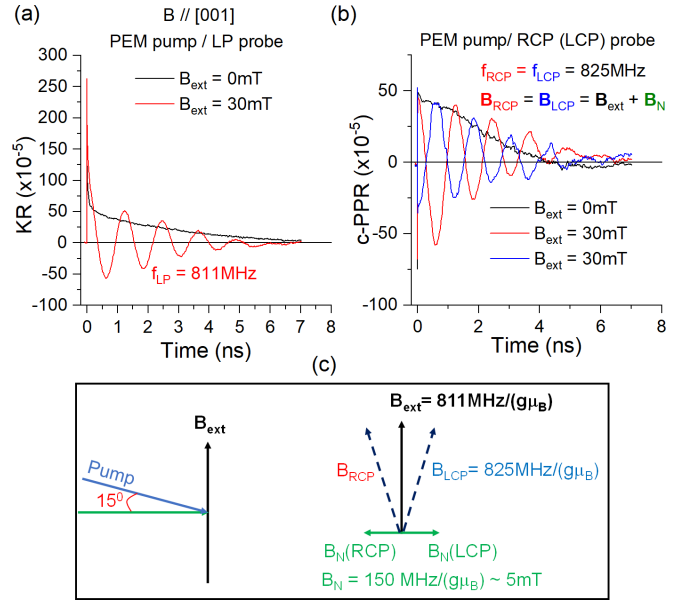 (a)
B // [001]
PEM pump / LP probe
B_ext = 0mT
B_ext = 30mT
f_LP = 811MHz
KR (x10^-5)
250
200
150
100
50
0
-50
-100
0 1 2 3 4 5 6 7 8
Time (ns)
(b)
PEM pump/ RCP (LCP) probe
f_RCP = f_LCP = 825MHz
B_RCP = B_LCP = B_ext + B_N
B_ext = 0mT
B_ext = 30mT
B_ext = 30mT
c-PPR (x10^-5)
50
0
-50
-100
0 2 4 6 8
Time (ns)
(c)
B_ext
Pump
15^0
B_ext = 811MHz/(gμ_B)
B_RCP
B_LCP = 825MHz/(gμ_B)
B_N(RCP) B_N(LCP)
B_N = 150 MHz/(gμ_B) ~ 5mT